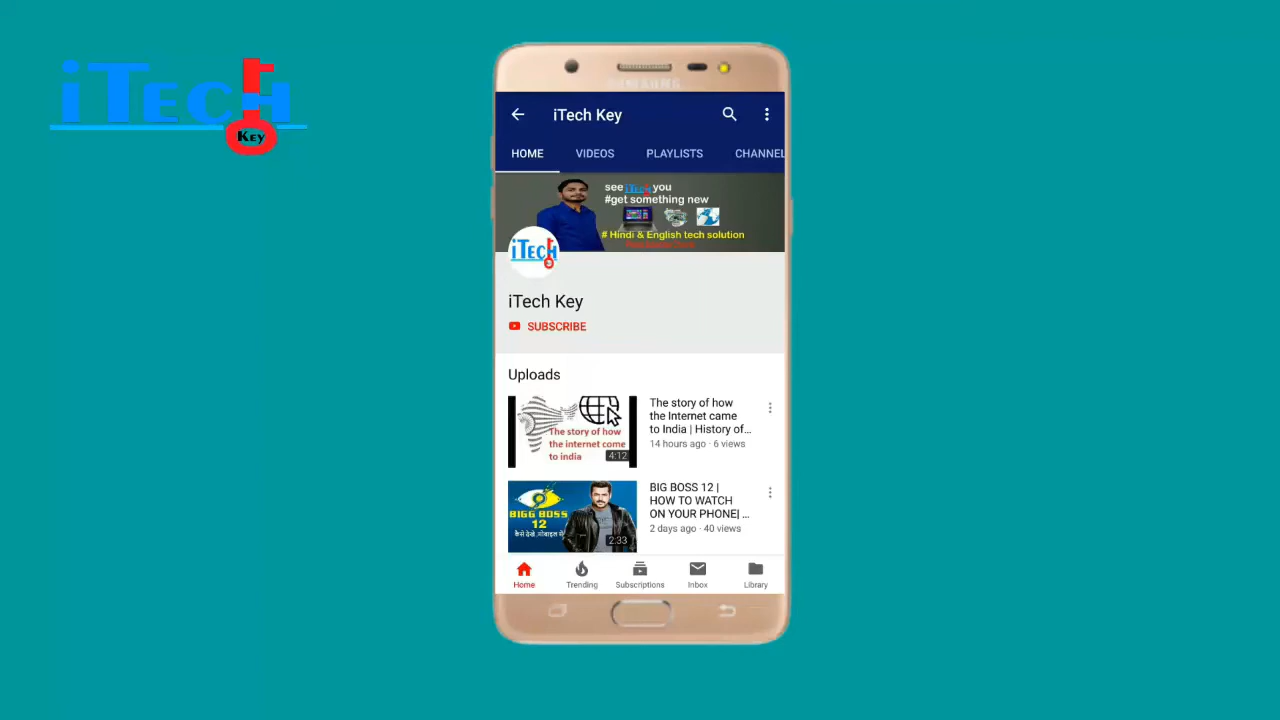 iTech
Key
SAMSUNG
iTech Key
HOME VIDEOS PLAYLISTS CHANNEL
see iTech you
#get something new
# Hindi & English tech solution
iTech
iTech Key
SUBSCRIBE
Uploads
The story of how
the internet come
to india
4:12
The story of how
the Internet came
to India | History of...
14 hours ago · 6 views
BIGG BOSS
12
कैसे देखे, मोबाइल मे
2:33
BIG BOSS 12 |
HOW TO WATCH
ON YOUR PHONE| ...
2 days ago · 40 views
Home Trending Subscriptions Inbox Library